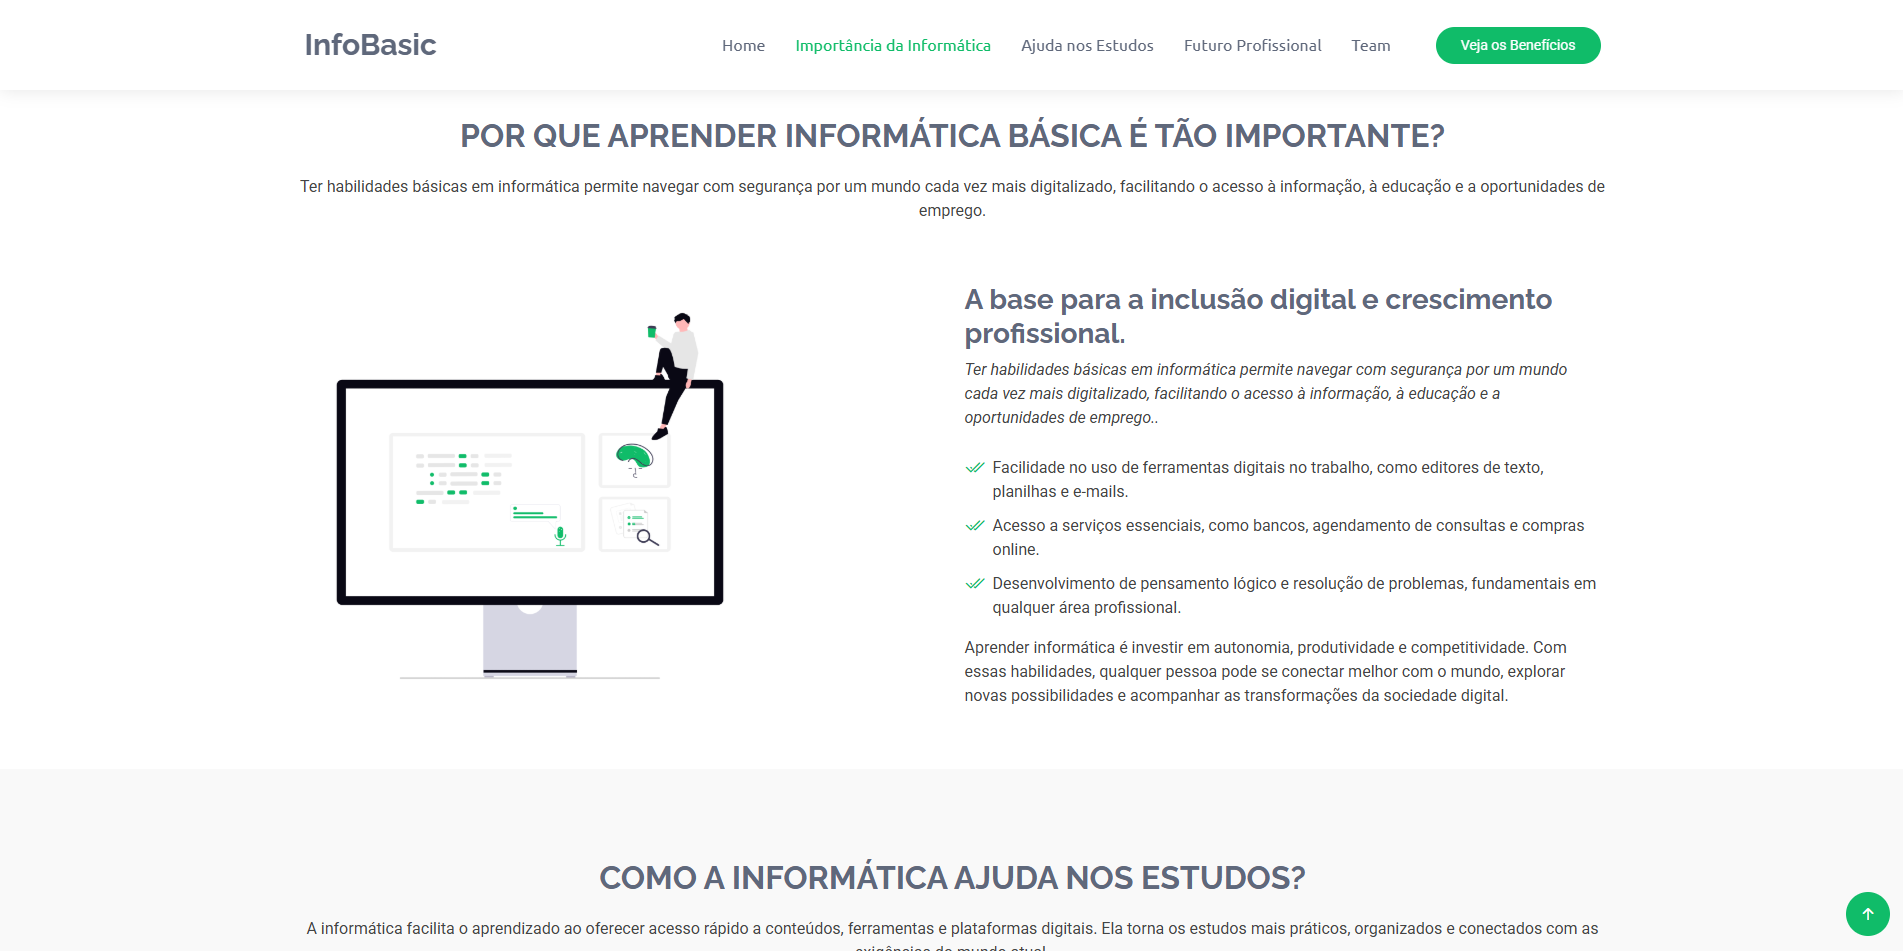 InfoBasic
Home
Importância da Informática
Ajuda nos Estudos
Futuro Profissional
Team
Veja os Benefícios
POR QUE APRENDER INFORMÁTICA BÁSICA É TÃO IMPORTANTE?
Ter habilidades básicas em informática permite navegar com segurança por um mundo cada vez mais digitalizado, facilitando o acesso à informação, à educação e a oportunidades de
emprego.
A base para a inclusão digital e crescimento
profissional.
Ter habilidades básicas em informática permite navegar com segurança por um mundo
cada vez mais digitalizado, facilitando o acesso à informação, à educação e a
oportunidades de emprego..
Facilidade no uso de ferramentas digitais no trabalho, como editores de texto,
planilhas e e-mails.
Acesso a serviços essenciais, como bancos, agendamento de consultas e compras
online.
Desenvolvimento de pensamento lógico e resolução de problemas, fundamentais em
qualquer área profissional.
Aprender informática é investir em autonomia, produtividade e competitividade. Com
essas habilidades, qualquer pessoa pode se conectar melhor com o mundo, explorar
novas possibilidades e acompanhar as transformações da sociedade digital.
COMO A INFORMÁTICA AJUDA NOS ESTUDOS?
A informática facilita o aprendizado ao oferecer acesso rápido a conteúdos, ferramentas e plataformas digitais. Ela torna os estudos mais práticos, organizados e conectados com as
exigências do mundo atual.